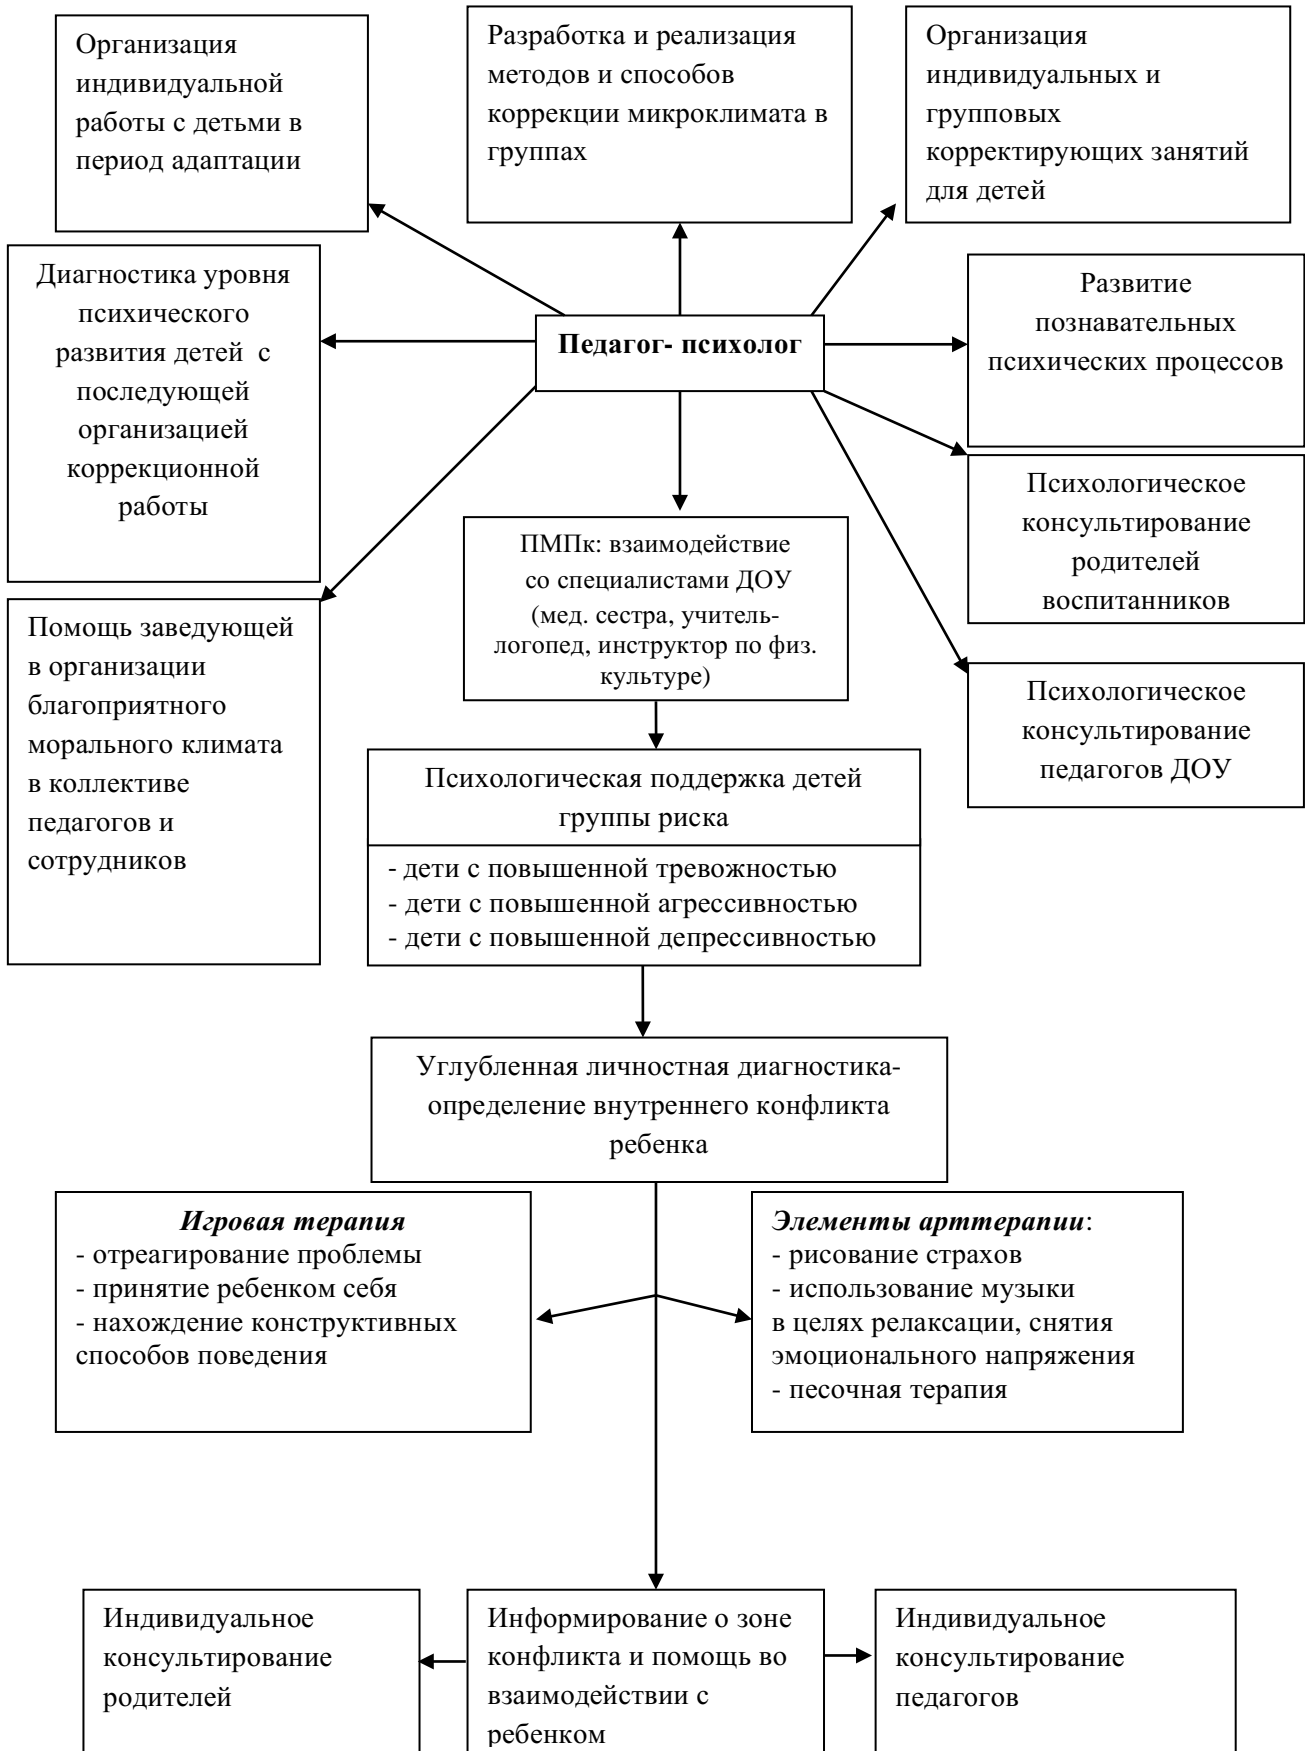 Организация
индивидуальной
работы с детьми в
период адаптации
Разработка и реализация
методов и способов
коррекции микроклимата в
группах
Организация
индивидуальных и
групповых
корректирующих занятий
для детей
Диагностика уровня
психического
развития детей с
последующей
организацией
коррекционной
работы
Педагог- психолог
Развитие
познавательных
психических процессов
Психологическое
консультирование
родителей
воспитанников
ПМПк: взаимодействие
со специалистами ДОУ
(мед. сестра, учитель-
логопед, инструктор по физ.
культуре)
Помощь заведующей
в организации
благоприятного
морального климата
в коллективе
педагогов и
сотрудников
Психологическое
консультирование
педагогов ДОУ
Психологическая поддержка детей
группы риска
- дети с повышенной тревожностью
- дети с повышенной агрессивностью
- дети с повышенной депрессивностью
Углубленная личностная диагностика-
определение внутреннего конфликта
ребенка
Игровая терапия
- отреагирование проблемы
- принятие ребенком себя
- нахождение конструктивных
способов поведения
Элементы арттерапии:
- рисование страхов
- использование музыки
в целях релаксации, снятия
эмоционального напряжения
- песочная терапия
Индивидуальное
консультирование
родителей
Информирование о зоне
конфликта и помощь во
взаимодействии с
ребенком
Индивидуальное
консультирование
педагогов